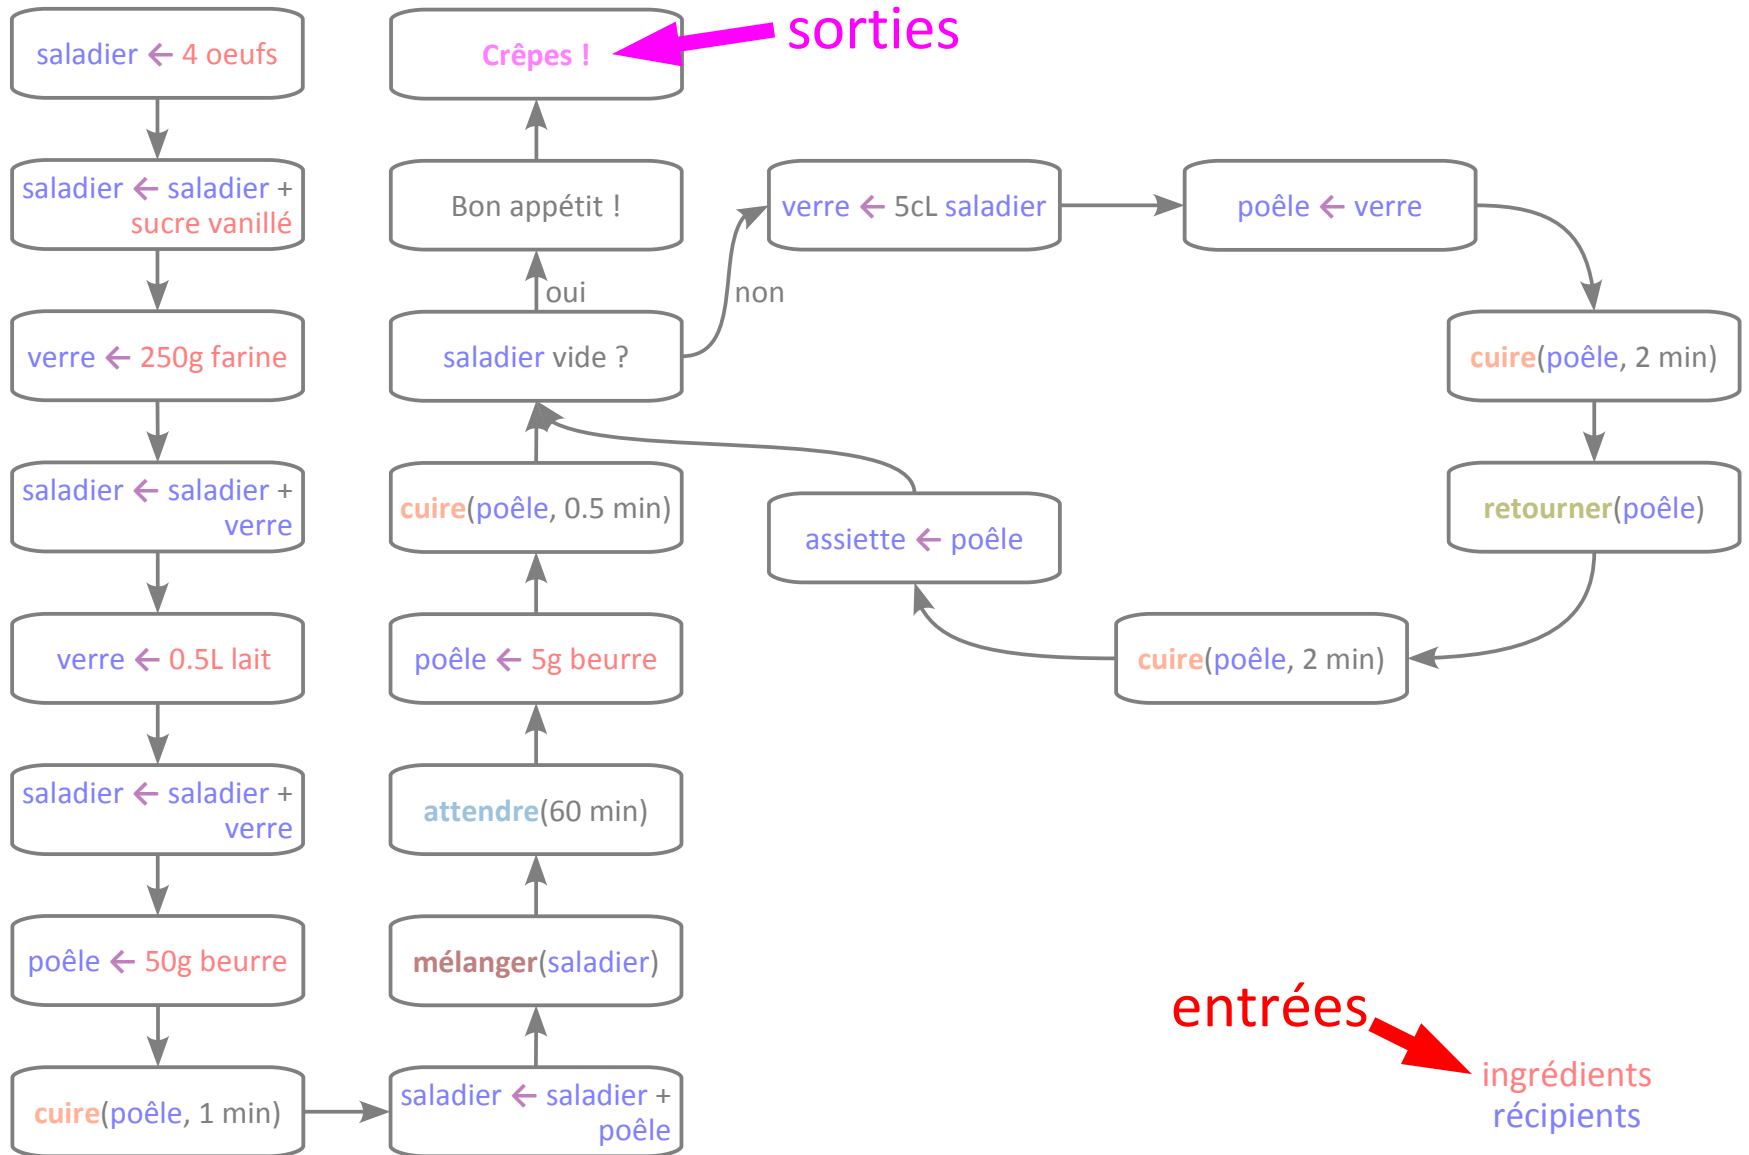 saladier ← 4 oeufs
saladier ← saladier +
sucre vanillé
verre ← 250g farine
saladier ← saladier +
verre
verre ← 0.5L lait
saladier ← saladier +
verre
poêle ← 50g beurre
cuire(poêle, 1 min)
saladier ← saladier +
poêle
mélanger(saladier)
attendre(60 min)
poêle ← 5g beurre
cuire(poêle, 0.5 min)
saladier vide ?
oui
non
Bon appétit !
Crêpes !
sorties
verre ← 5cL saladier
poêle ← verre
cuire(poêle, 2 min)
retourner(poêle)
cuire(poêle, 2 min)
assiette ← poêle
entrées
ingrédients
récipients